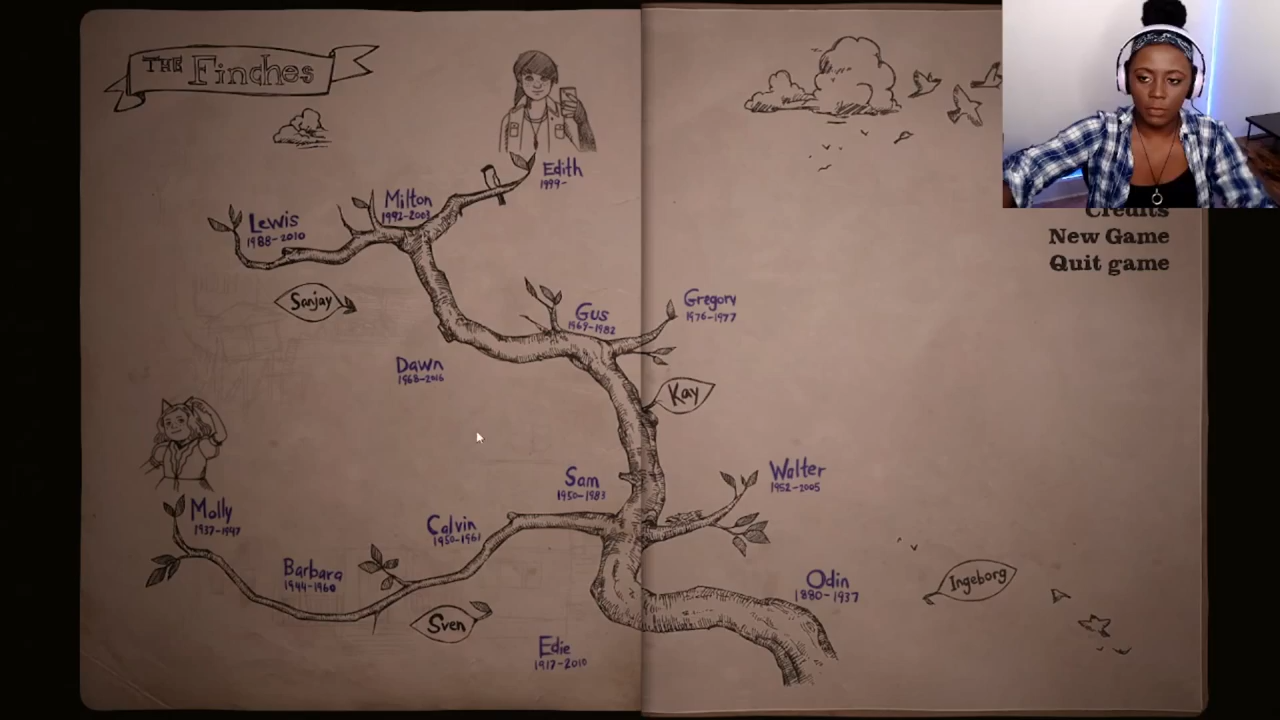 THE Finches
Edith
1999-
Milton
1992-2003
Lewis
1988-2010
Sanjay
Gus
1969-1982
Gregory
1976-1977
Dawn
1968-2016
Kay
Sam
1950-1983
Walter
1952-2005
Molly
1937-1947
Calvin
1950-1961
Barbara
1944-1960
Sven
Edie
1917-2010
Odin
1880-1937
Ingeborg
Credits
New Game
Quit game